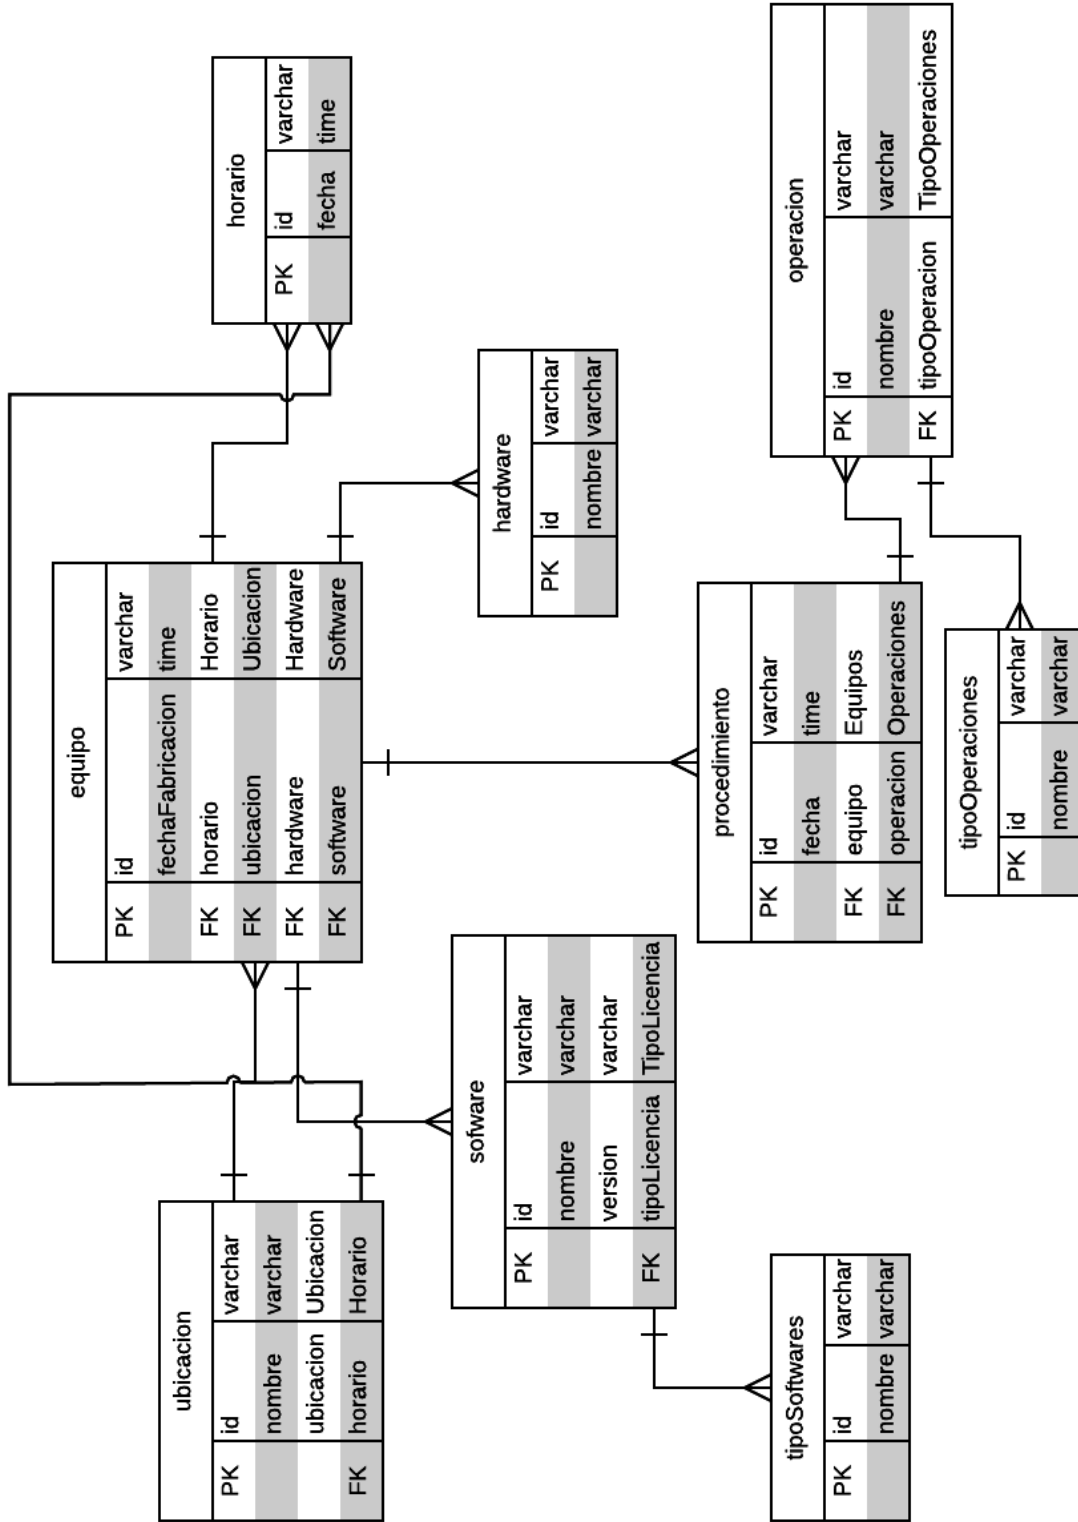 ubicacion
PK id varchar
nombre varchar
ubicacion Ubicacion
FK horario Horario
equipo
PK id varchar
fechaFabricacion time
FK horario Horario
FK ubicacion Ubicacion
FK hardware Hardware
FK software Software
horario
PK id varchar
fecha time
sofware
PK id varchar
nombre varchar
version varchar
FK tipoLicencia TipoLicencia
hardware
PK id varchar
nombre varchar
procedimiento
PK id varchar
fecha time
FK equipo Equipos
FK operacion Operaciones
tipoSoftwares
PK id varchar
nombre varchar
operacion
PK id varchar
nombre varchar
FK tipoOperacion TipoOperaciones
tipoOperaciones
PK id varchar
nombre varchar